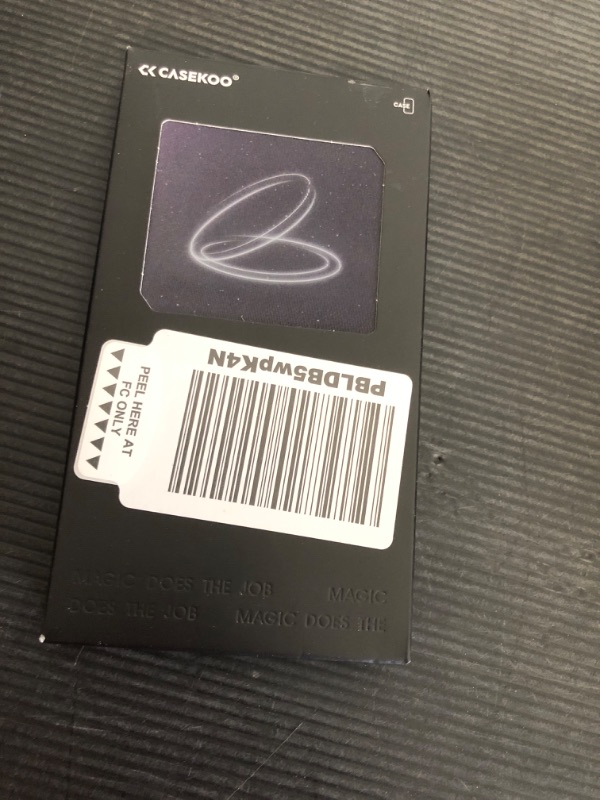 CASEKOO®
CASE
PBLDB5wpK4N
PEEL HERE AT
FC ONLY
MAGIC DOES THE JOB MAGIC
DOES THE JOB MAGIC DOES THE